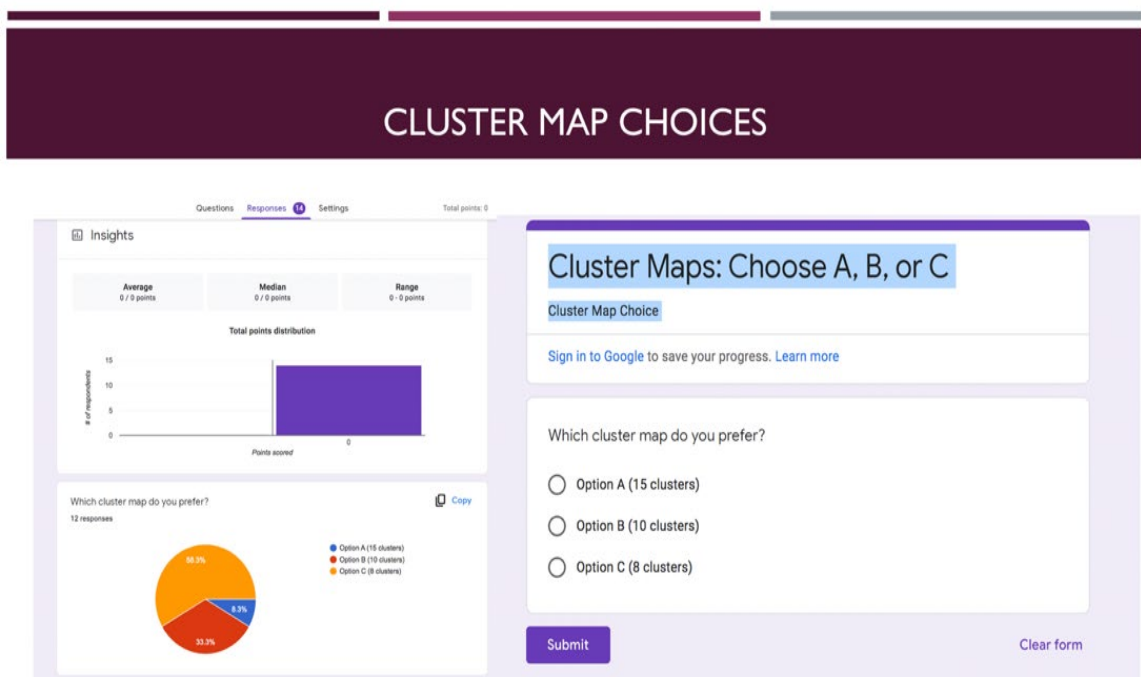 CLUSTER MAP CHOICES
Questions Responses 14 Settings Total points: 0
Insights
Average
0 / 0 points
Median
0 / 0 points
Range
0 - 0 points
Total points distribution
15
10
5
0
# of respondents
0
Points scored
Which cluster map do you prefer?
Copy
12 responses
Option A (15 clusters)
Option B (10 clusters)
Option C (8 clusters)
58.3%
8.3%
33.3%
Cluster Maps: Choose A, B, or C
Cluster Map Choice
Sign in to Google to save your progress. Learn more
Which cluster map do you prefer?
Option A (15 clusters)
Option B (10 clusters)
Option C (8 clusters)
Submit Clear form